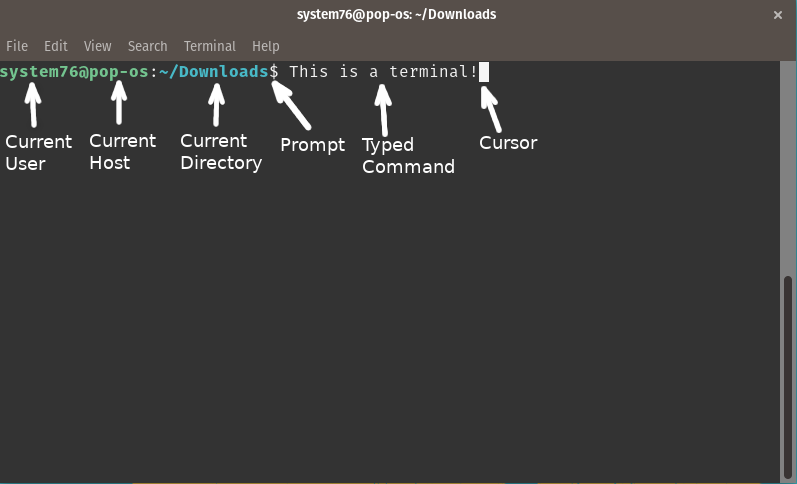 system76@pop-os: ~/Downloads ×
File Edit View Search Terminal Help
system76@pop-os:~/Downloads$ This is a terminal!
Current User
Current Host
Current Directory
Prompt
Typed Command
Cursor